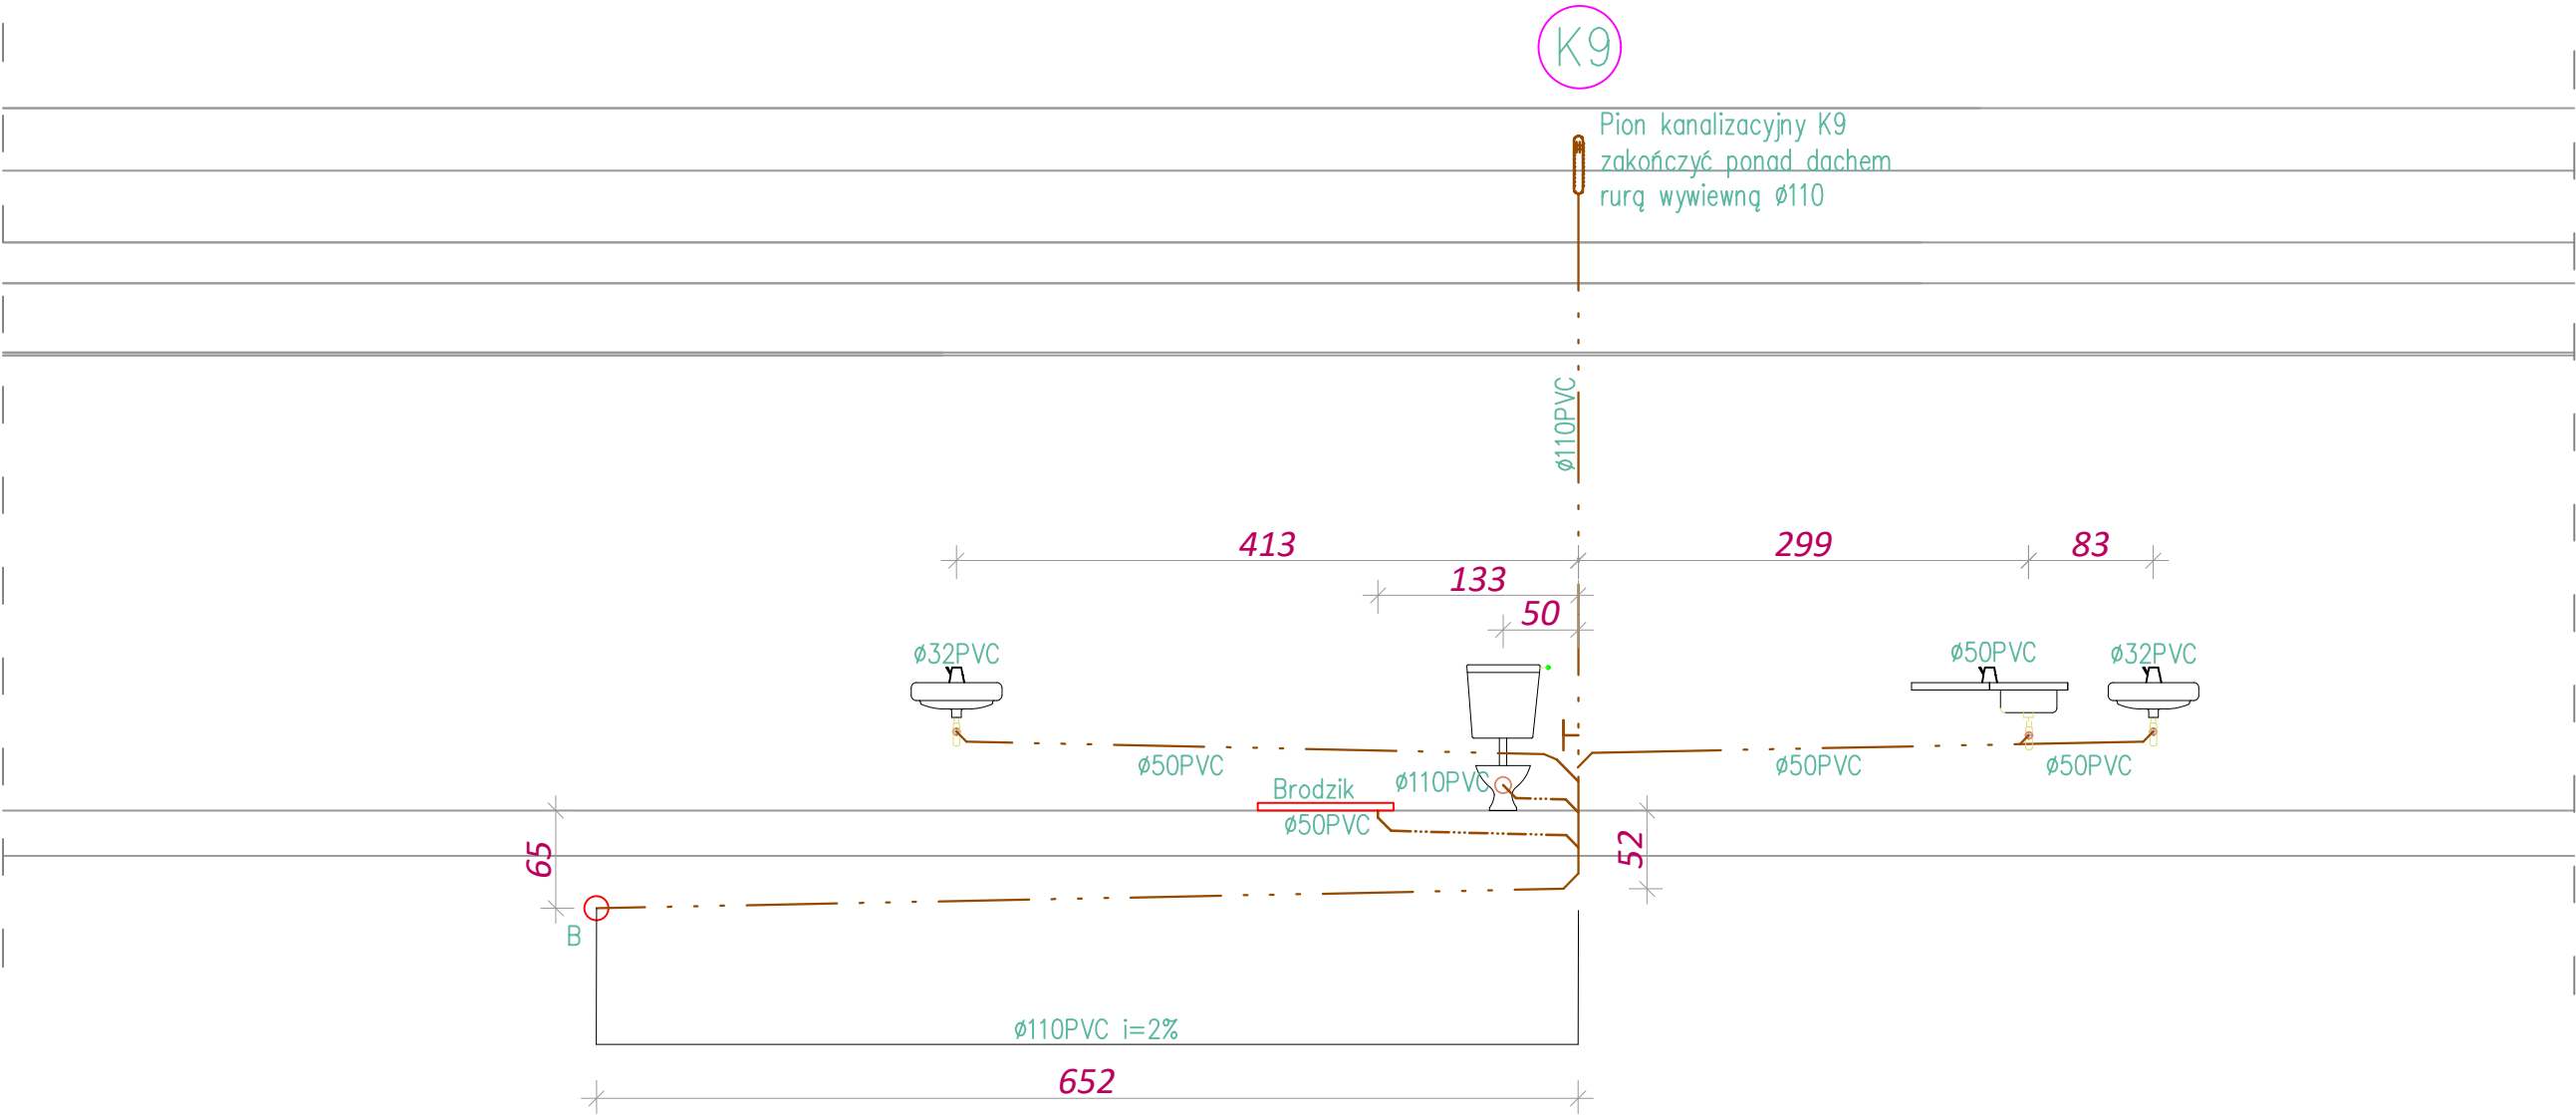 K9
Pion kanalizacyjny K9
zakończyć ponad dachem
rurą wywiewną ø110
ø110PVC
413
299
83
133
50
ø32PVC
ø50PVC
ø32PVC
ø50PVC
ø50PVC
ø50PVC
Brodzik
ø110PVC
ø50PVC
65
52
B
ø110PVC i=2%
652